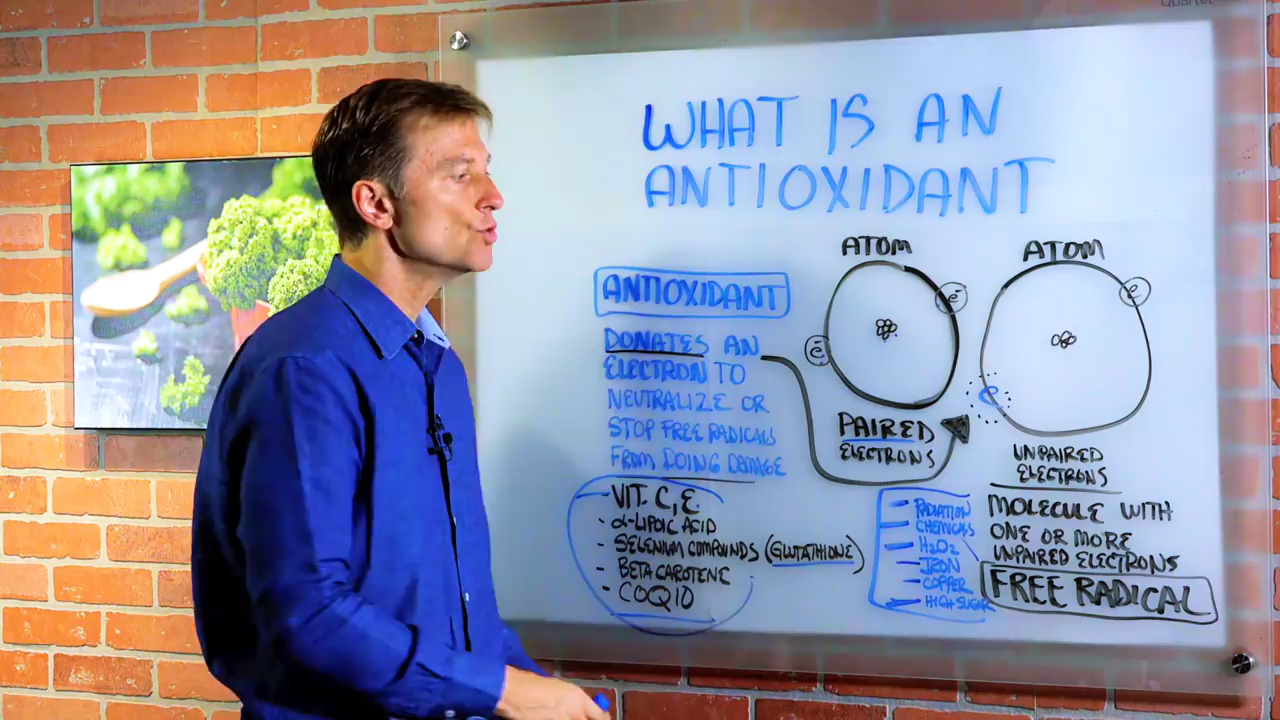 Quartet
WHAT IS AN
ANTIOXIDANT
ANTIOXIDANT
DONATES AN
ELECTRON TO
NEUTRALIZE OR
STOP FREE RADICALS
FROM DOING DAMAGE
- VIT. C, E
- α-LIPOIC ACID
- SELENIUM COMPOUNDS (GLUTATHIONE)
- BETA CAROTENE
- COQ10
ATOM
e-
e-
PAIRED
ELECTRONS
ATOM
e
e
UNPAIRED
ELECTRONS
MOLECULE WITH
ONE OR MORE
UNPAIRED ELECTRONS
FREE RADICAL
- RADIATION
- CHEMICALS
- H2O2
- IRON
- COPPER
- HIGH SUGAR